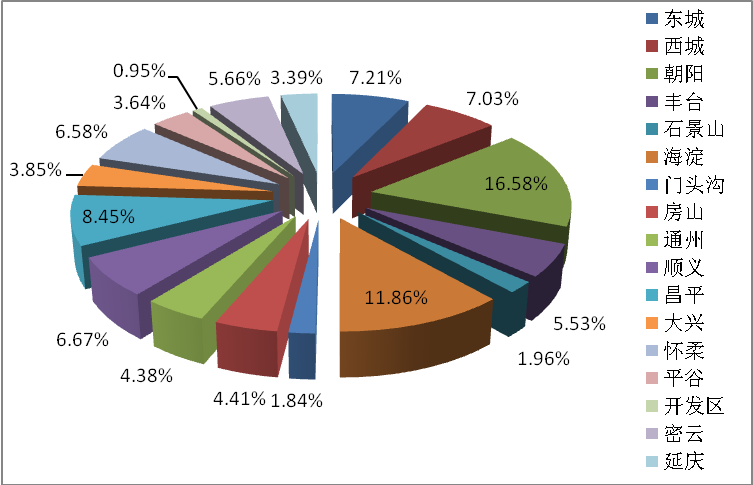 东城
西城
朝阳
丰台
石景山
海淀
门头沟
房山
通州
顺义
昌平
大兴
怀柔
平谷
开发区
密云
延庆
7.21%
7.03%
16.58%
5.53%
1.96%
11.86%
1.84%
4.41%
4.38%
6.67%
8.45%
3.85%
6.58%
3.64%
0.95%
5.66%
3.39%